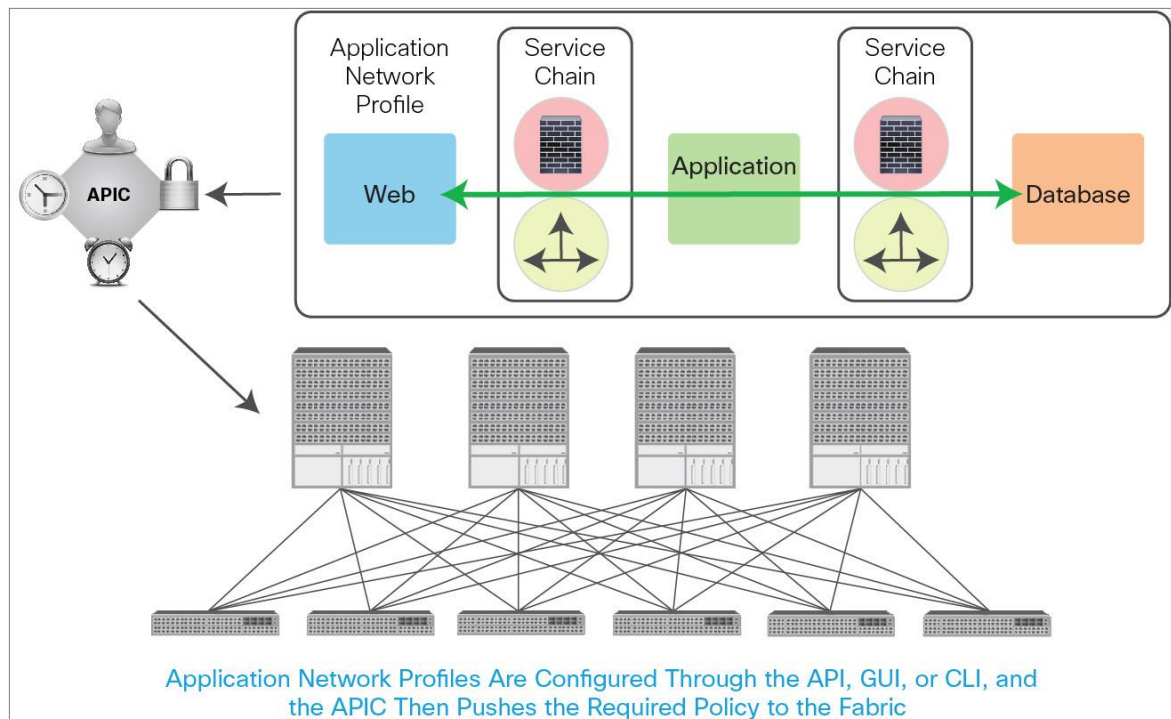 Application
Network
Profile
Service
Chain
Service
Chain
APIC
Web
Application
Database
Application Network Profiles Are Configured Through the API, GUI, or CLI, and
the APIC Then Pushes the Required Policy to the Fabric